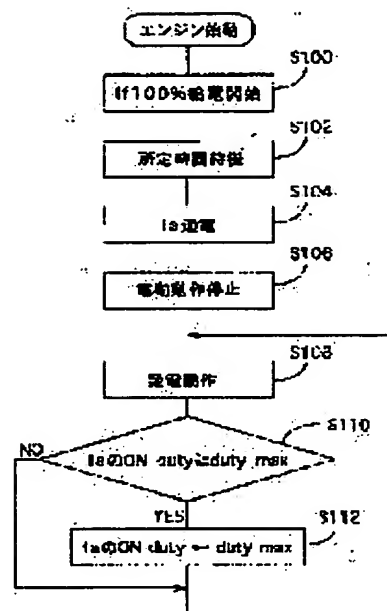 エンジン始動
S100
If100%給電開始
S102
所定時間待機
S104
Ia通電
S106
電動動作停止
S108
発電動作
S110
NO
IaのON duty duty max
YES
S112
IaのON duty ← duty max